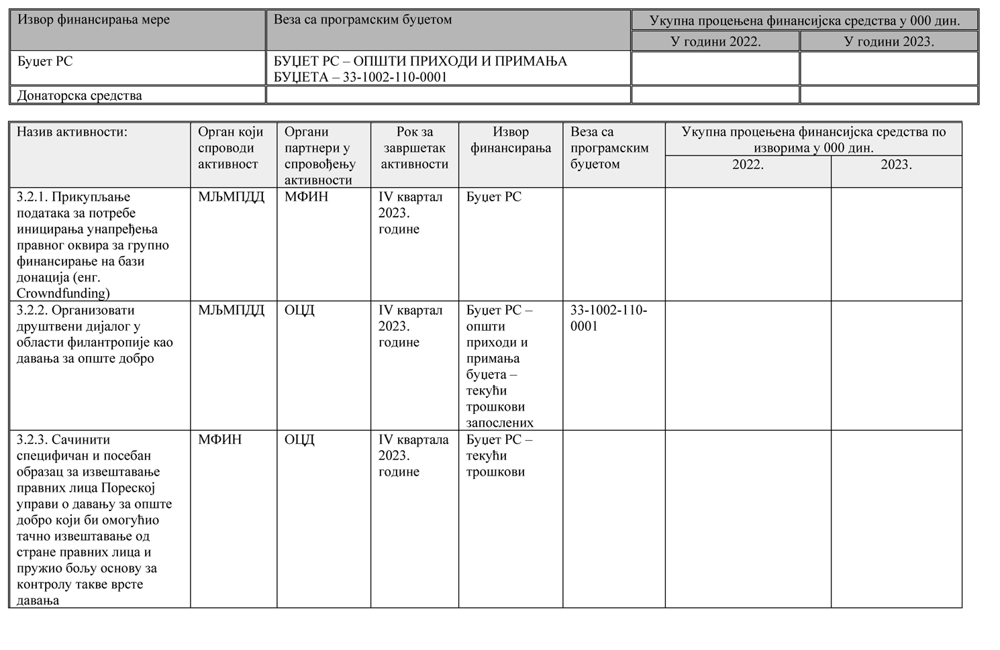 Извор финансирања мере
Веза са програмским буџетом
Укупна процењена финансијска средства у 000 дин.
У години 2022.
У години 2023.
Буџет РС
БУЏЕТ РС – ОПШТИ ПРИХОДИ И ПРИМАЊА
БУЏЕТА – 33-1002-110-0001
Донаторска средства
Назив активности:
Орган који
спроводи
активност
Органи
партнери у
спровођењу
активности
Рок за
завршетак
активности
Извор
финансирања
Веза са
програмским
буџетом
Укупна процењена финансијска средства по
изворима у 000 дин.
2022.
2023.
3.2.1. Прикупљање
података за потребе
иницирања унапређења
правног оквира за групно
финансирање на бази
донација (енг.
Crowndfunding)
МЉМПДД
МФИН
IV квартал
2023.
године
Буџет РС
3.2.2. Организовати
друштвени дијалог у
области филантропије као
давања за опште добро
МЉМПДД
ОЦД
IV квартал
2023.
године
Буџет РС –
општи
приходи и
примања
буџета –
текући
трошкови
запослених
33-1002-110-
0001
3.2.3. Сачинити
специфичан и посебан
образац за извештавање
правних лица Пореској
управи о давању за опште
добро који би омогућио
тачно извештавање од
стране правних лица и
пружио бољу основу за
контролу такве врсте
давања
МФИН
ОЦД
IV квартала
2023.
године
Буџет РС –
текући
трошкови